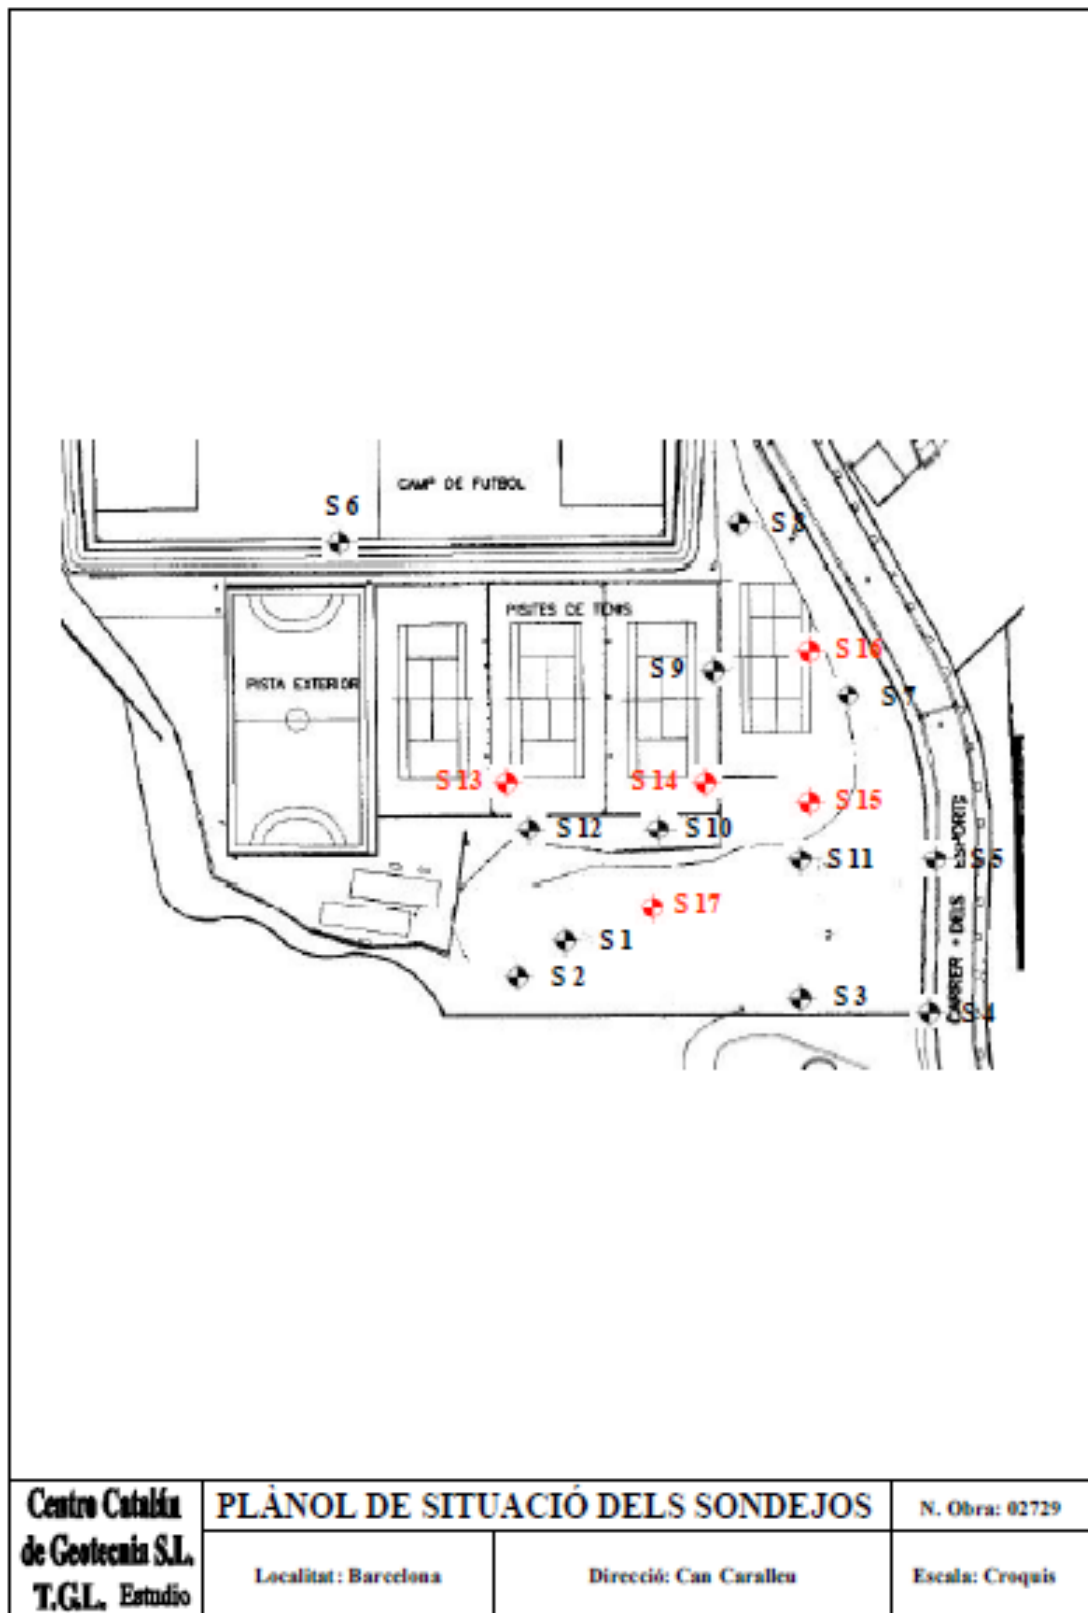 CAMP DE FUTBOL
S 6
S 8
PISTES DE TENIS
S 16
S 9
PISTA EXTERIOR
S 7
S 13
S 14
S 15
S 12
S 10
S 11
S 5
S 17
S 1
S 2
S 3
S 4
CARRER DELS ESPORTS
Centro Catalán
de Geotecnia S.L.
T.G.L. Estudio
PLÀNOL DE SITUACIÓ DELS SONDEJOS
N. Obra: 02729
Localitat: Barcelona
Direcció: Can Caralleu
Escala: Croquis